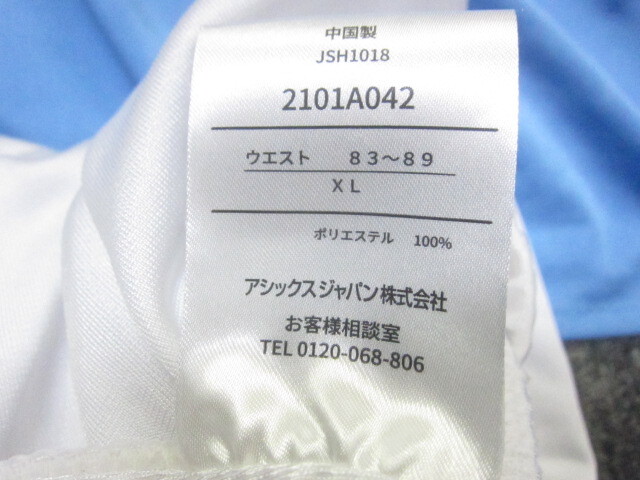 中国製
JSH1018
2101A042
ウエスト　８３～８９
ＸＬ
ポリエステル　100%
アシックスジャパン株式会社
お客様相談室
TEL 0120-068-806